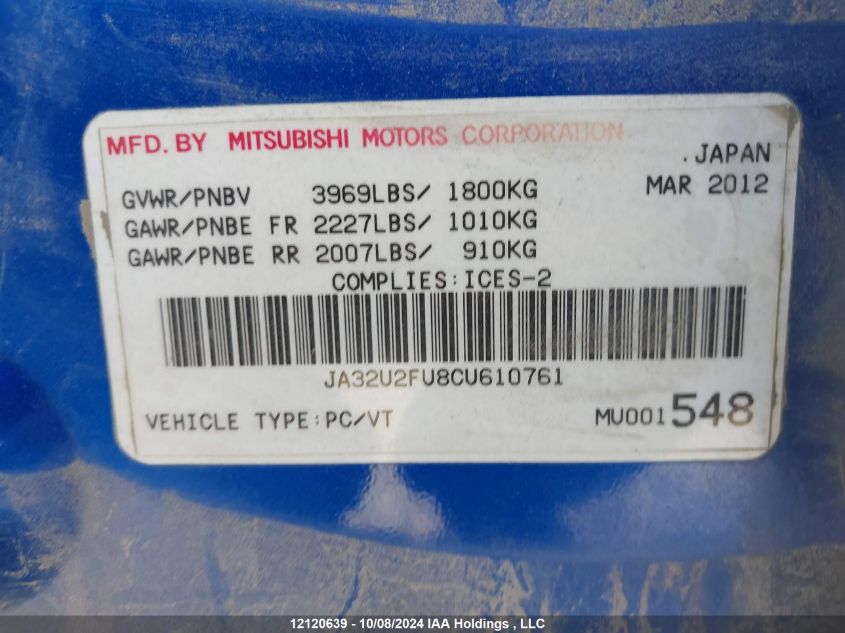 MFD. BY MITSUBISHI MOTORS CORPORATION
.JAPAN
GVWR/PNBV 3969LBS/ 1800KG MAR 2012
GAWR/PNBE FR 2227LBS/ 1010KG
GAWR/PNBE RR 2007LBS/ 910KG
COMPLIES:ICES-2
JA32U2FU8CU610761
VEHICLE TYPE:PC/VT MU001548
12120639 - 10/08/2024 IAA Holdings, LLC.